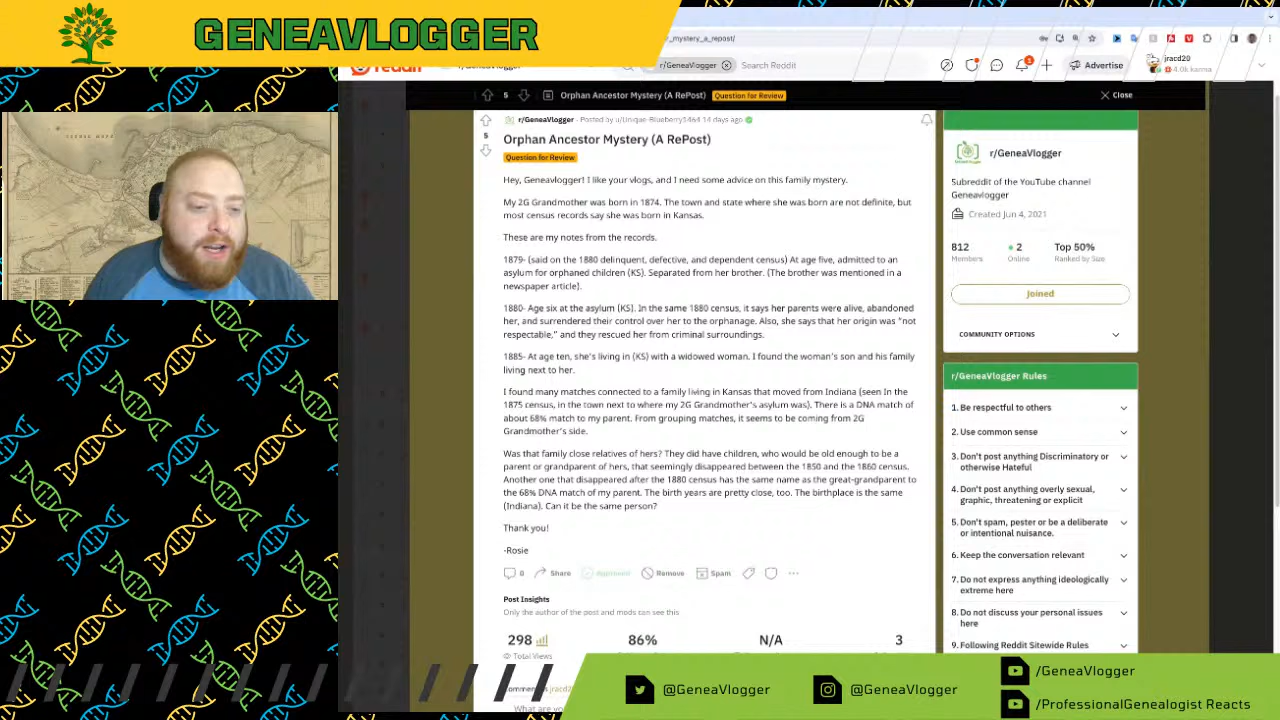 GENEAVLOGGER
_mystery_a_repost/
reddit
r/GeneaVlogger
Search Reddit
1
Advertise
jracd20
4.0k karma
5
Orphan Ancestor Mystery (A RePost)
Question for Review
Close
r/GeneaVlogger · Posted by u/Unique-Blueberry1464 14 days ago
5
Orphan Ancestor Mystery (A RePost)
Question for Review
Hey, Geneavlogger! I like your vlogs, and I need some advice on this family mystery.
My 2G Grandmother was born in 1874. The town and state where she was born are not definite, but
most census records say she was born in Kansas.
These are my notes from the records.
1879- (said on the 1880 delinquent, defective, and dependent census) At age five, admitted to an
asylum for orphaned children (KS). Separated from her brother. (The brother was mentioned in a
newspaper article).
1880- Age six at the asylum (KS). In the same 1880 census, it says her parents were alive, abandoned
her, and surrendered their control over her to the orphanage. Also, she says that her origin was "not
respectable," and they rescued her from criminal surroundings.
1885- At age ten, she's living in (KS) with a widowed woman. I found the woman's son and his family
living next to her.
I found many matches connected to a family living in Kansas that moved from Indiana (seen In the
1875 census, in the town next to where my 2G Grandmother's asylum was). There is a DNA match of
about 68% match to my parent. From grouping matches, it seems to be coming from 2G
Grandmother's side.
Was that family close relatives of hers? They did have children, who would be old enough to be a
parent or grandparent of hers, that seemingly disappeared between the 1850 and the 1860 census.
Another one that disappeared after the 1880 census has the same name as the great-grandparent to
the 68% DNA match of my parent. The birth years are pretty close, too. The birthplace is the same
(Indiana). Can it be the same person?
Thank you!
-Rosie
Share
Approved
Remove
Spam
Post Insights
Only the author of the post and mods can see this
298
86%
N/A
3
Total Views
r/GeneaVlogger
Subreddit of the YouTube channel
Geneavlogger
Created Jun 4, 2021
812
2
Top 50%
Members
Online
Ranked by Size
Joined
COMMUNITY OPTIONS
r/GeneaVlogger Rules
1. Be respectful to others
2. Use common sense
3. Don't post anything Discriminatory or
otherwise Hateful
4. Don't post anything overly sexual,
graphic, threatening or explicit
5. Don't spam, pester or be a deliberate
or intentional nuisance.
6. Keep the conversation relevant
7. Do not express anything ideologically
extreme here
8. Do not discuss your personal issues
here
9. Following Reddit Sitewide Rules
@GeneaVlogger
@GeneaVlogger
/GeneaVlogger
/ProfessionalGenealogist Reacts